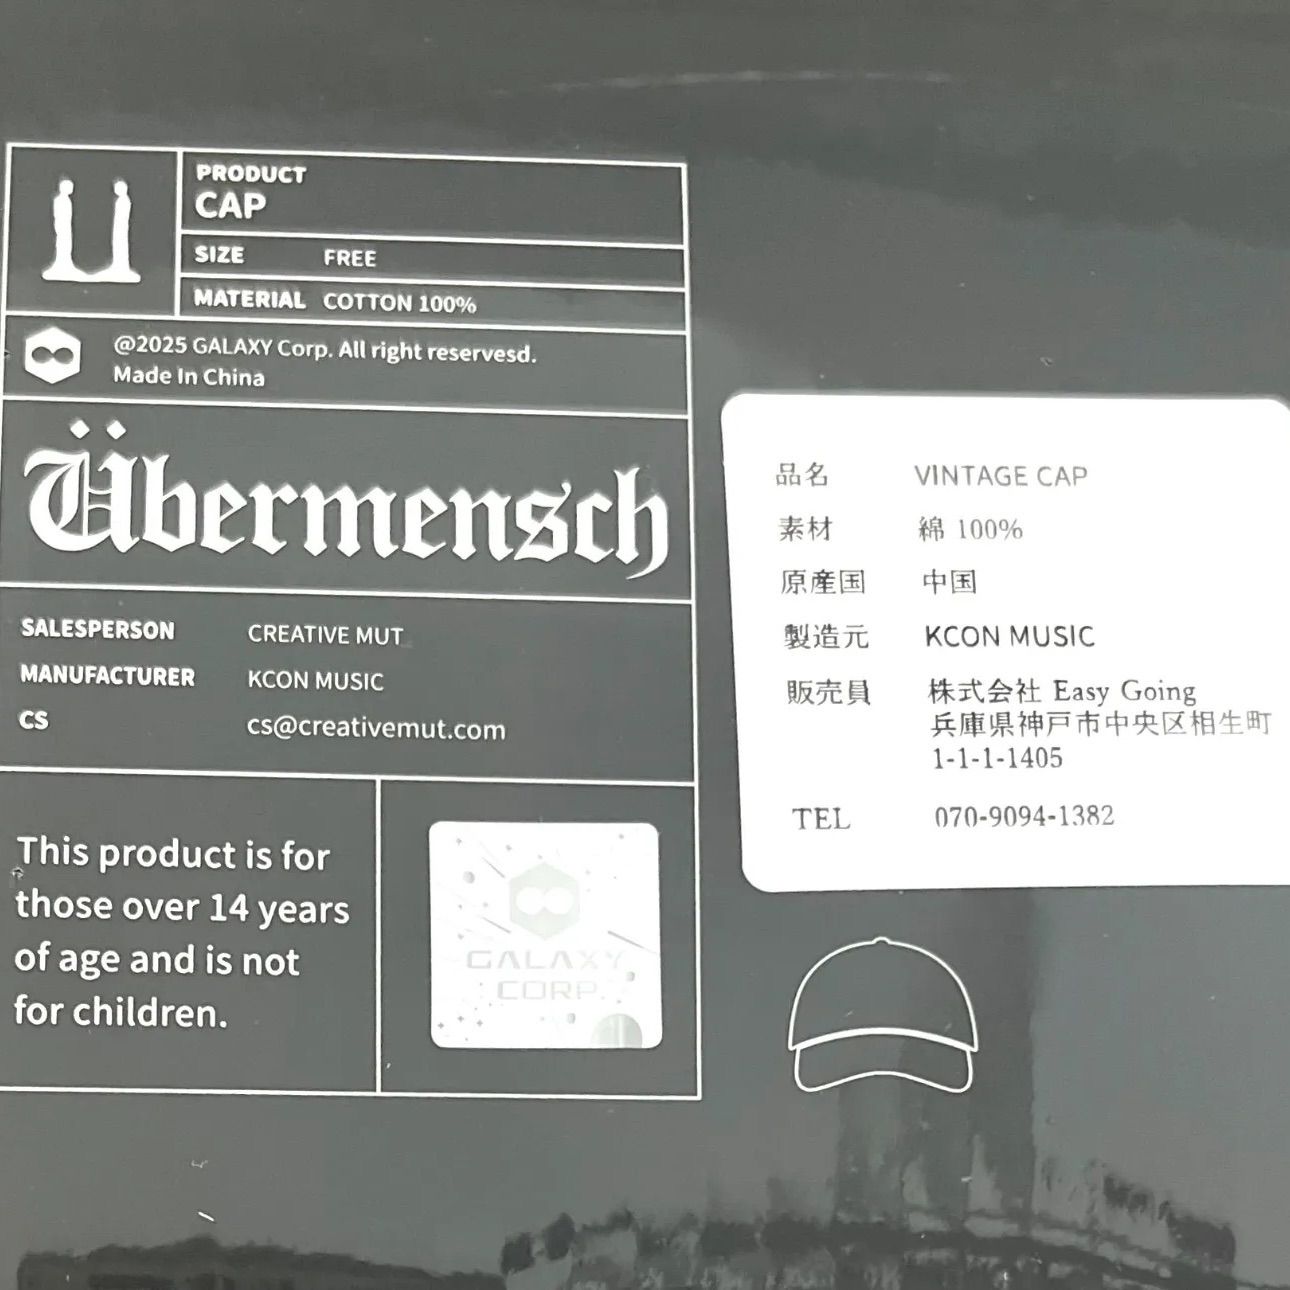 PRODUCT
CAP
SIZE FREE
MATERIAL COTTON 100%
@2025 GALAXY Corp. All right reservesd.
Made In China
Übermensch
SALESPERSON CREATIVE MUT
MANUFACTURER KCON MUSIC
CS cs@creativemut.com
This product is for
those over 14 years
of age and is not
for children.
GALAXY
CORP
品名 VINTAGE CAP
素材 綿 100%
原産国 中国
製造元 KCON MUSIC
販売員 株式会社 Easy Going
兵庫県神戸市中央区相生町
1-1-1-1405
TEL 070-9094-1382